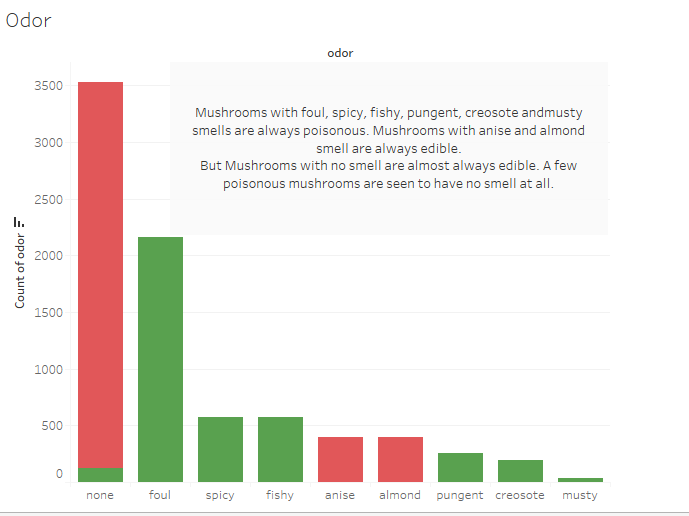 Odor
odor
Mushrooms with foul, spicy, fishy, pungent, creosote andmusty
smells are always poisonous. Mushrooms with anise and almond
smell are always edible.
But Mushrooms with no smell are almost always edible. A few
poisonous mushrooms are seen to have no smell at all.
Count of odor
3500
3000
2500
2000
1500
1000
500
0
none foul spicy fishy anise almond pungent creosote musty